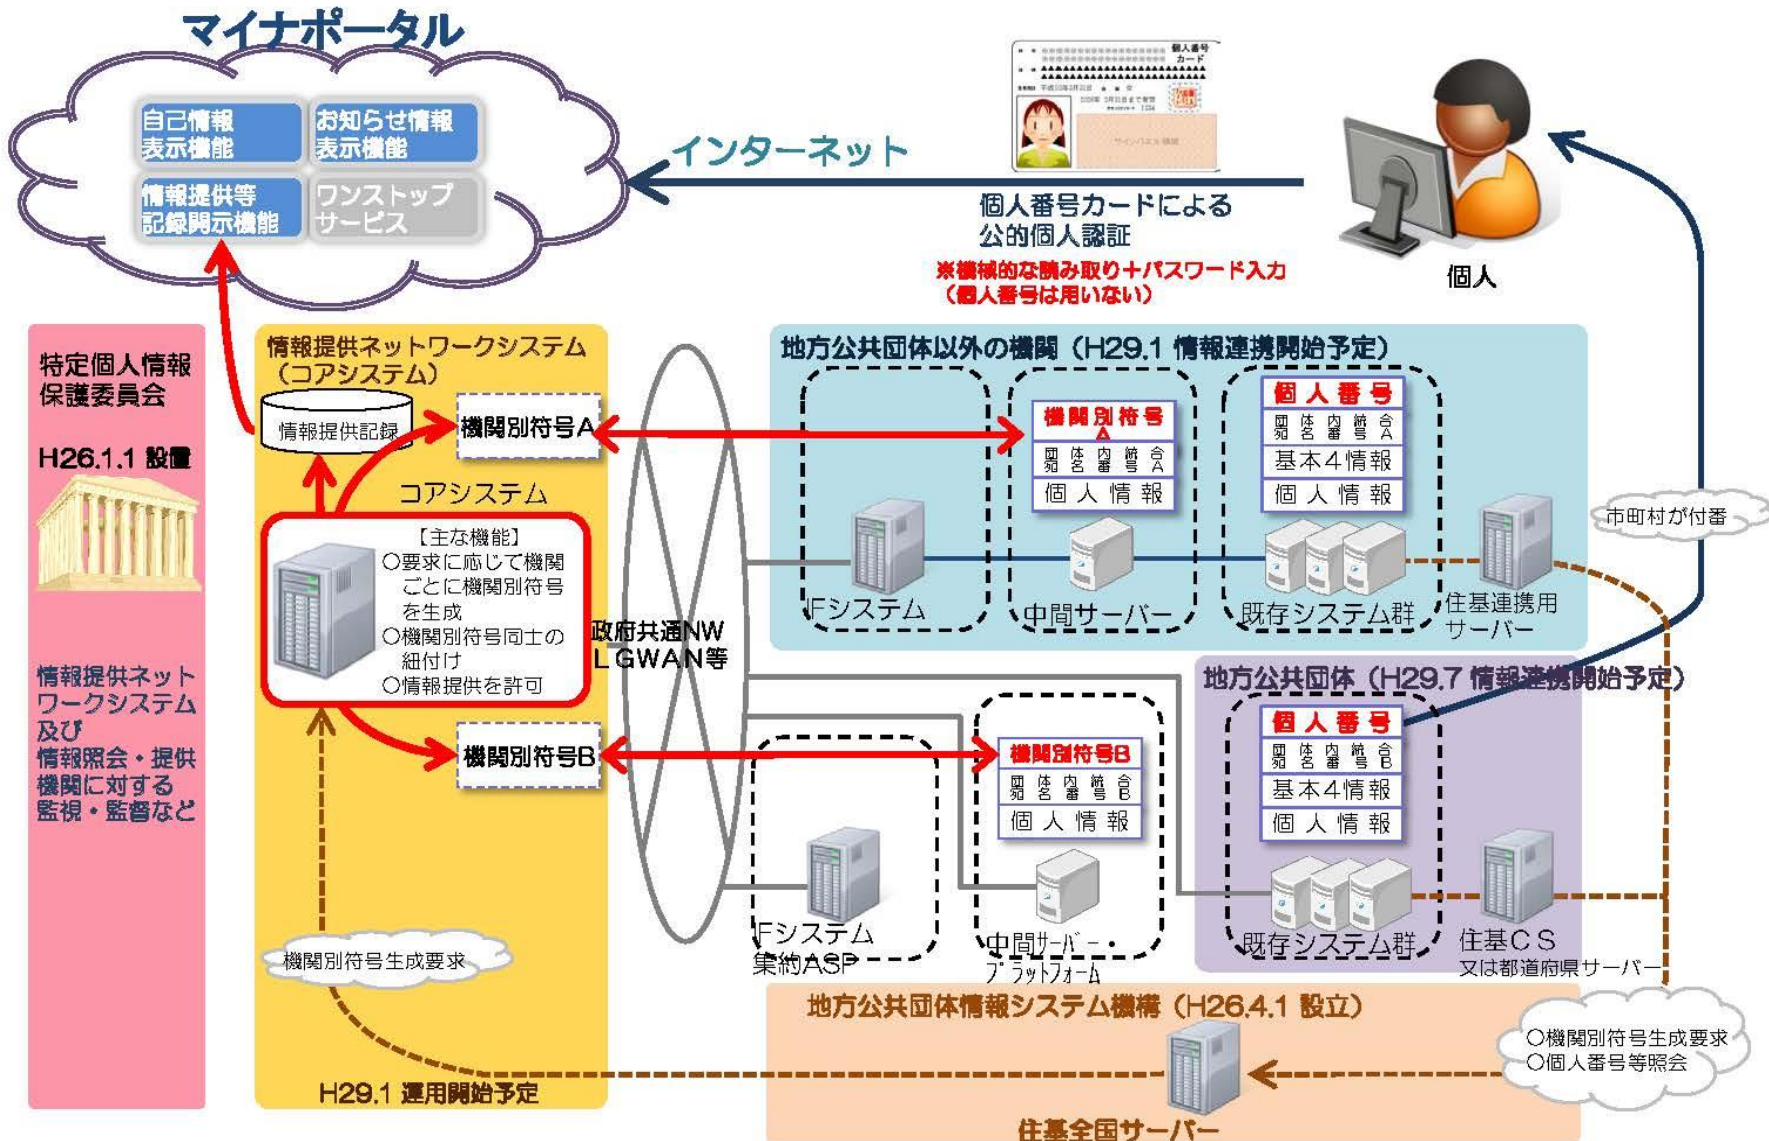 マイナポータル
自己情報
表示機能
お知らせ情報
表示機能
情報提供等
記録開示機能
ワンストップ
サービス
インターネット
個人番号
カード
サインパネル領域
個人番号カードによる
公的個人認証
※機械的な読み取り＋パスワード入力
（個人番号は用いない）
個人
特定個人情報
保護委員会
H26.1.1 設置
情報提供ネット
ワークシステム
及び
情報照会・提供
機関に対する
監視・監督など
情報提供ネットワークシステム
（コアシステム）
情報提供記録
機関別符号A
コアシステム
【主な機能】
○要求に応じて機関
ごとに機関別符号
を生成
○機関別符号同士の
紐付け
○情報提供を許可
機関別符号B
機関別符号生成要求
H29.1 運用開始予定
政府共通NW
ＬGWAN等
地方公共団体以外の機関（H29.1 情報連携開始予定）
IFシステム
機関別符号
A
団体内統合
宛名番号A
個人情報
中間サーバー
個人番号
団体内統合
宛名番号A
基本４情報
個人情報
既存システム群
住基連携用
サーバー
市町村が付番
地方公共団体（H29.7 情報連携開始予定）
個人番号
団体内統合
宛名番号B
基本４情報
個人情報
既存システム群
住基ＣＳ
又は都道府県サーバー
機関別符号B
団体内統合
宛名番号B
個人情報
中間サーバー・
プラットフォーム
IFシステム
集約ASP
地方公共団体情報システム機構（H26.4.1 設立）
○機関別符号生成要求
○個人番号等照会
住基全国サーバー